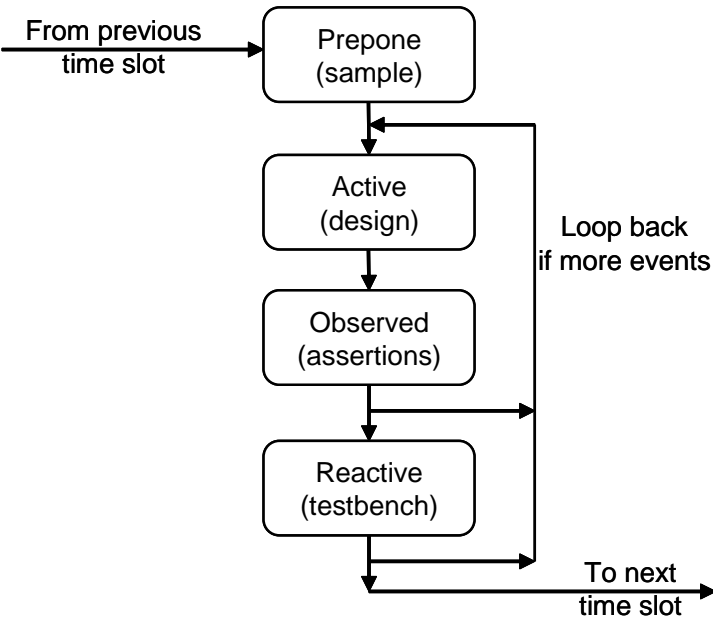 From previous
time slot
Prepone
(sample)
Active
(design)
Loop back
if more events
Observed
(assertions)
Reactive
(testbench)
To next
time slot